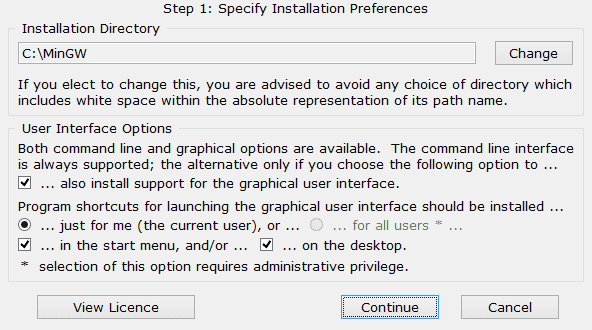 Step 1: Specify Installation Preferences
Installation Directory
C:\MinGW
Change
If you elect to change this, you are advised to avoid any choice of directory which
includes white space within the absolute representation of its path name.
User Interface Options
Both command line and graphical options are available.  The command line interface
is always supported; the alternative only if you choose the following option to ...
... also install support for the graphical user interface.
Program shortcuts for launching the graphical user interface should be installed ...
... just for me (the current user), or ... ... for all users * ...
... in the start menu, and/or ... ... on the desktop.
* selection of this option requires administrative privilege.
View Licence Continue Cancel